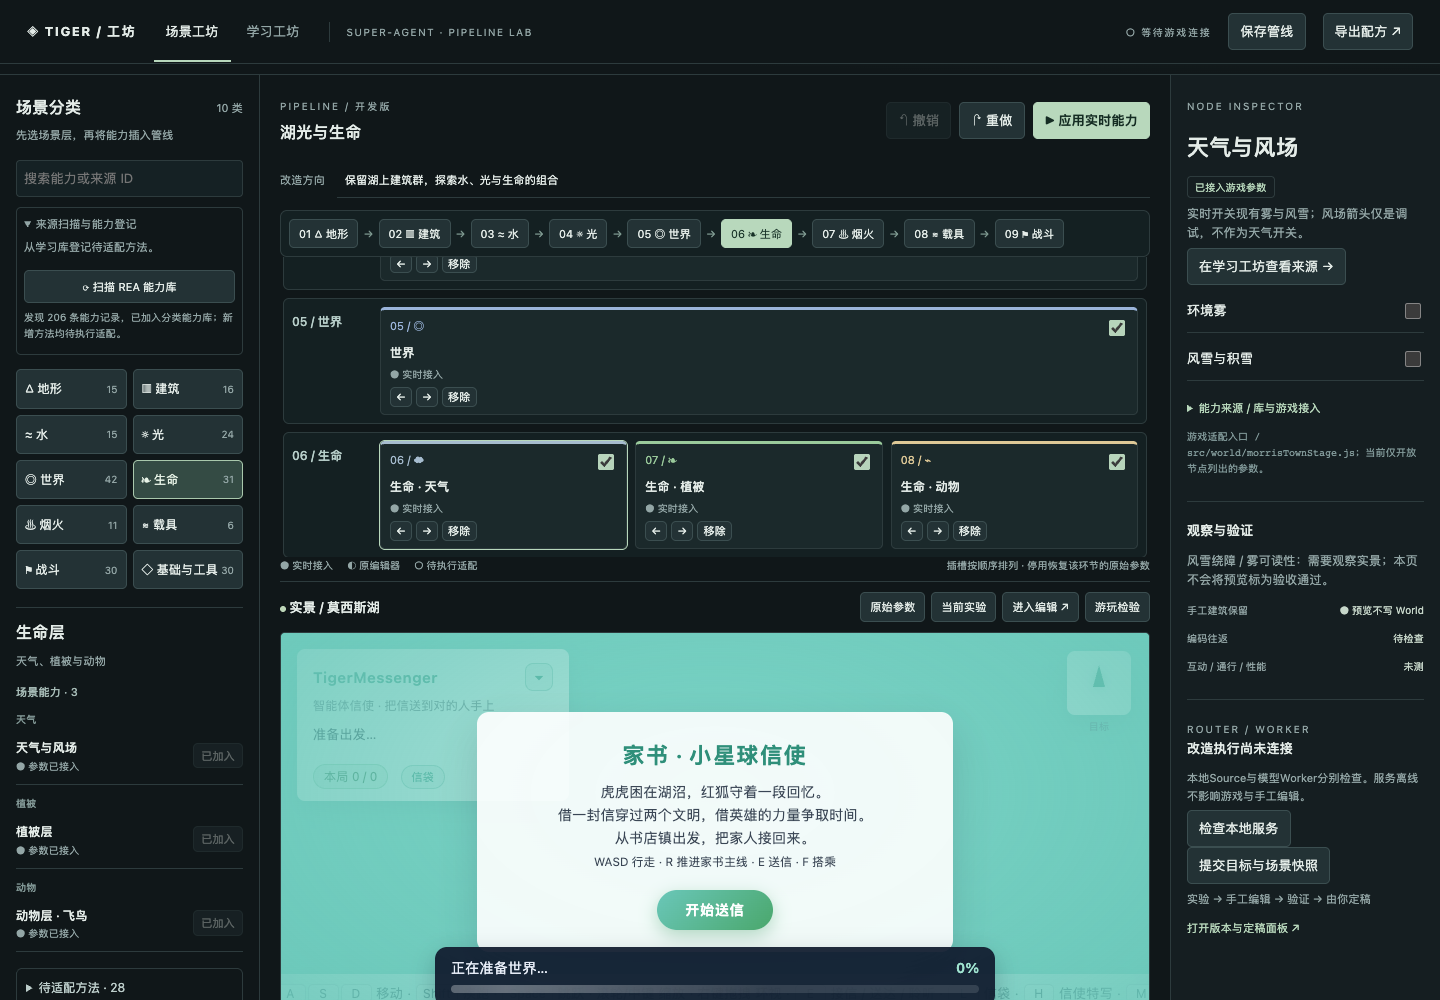 ◈ TIGER / 工坊
场景工坊
学习工坊
SUPER-AGENT · PIPELINE LAB
○ 等待游戏连接
保存管线
导出配方 ↗
场景分类
10 类
先选场景层，再将能力插入管线
搜索能力或来源 ID
▼ 来源扫描与能力登记
从学习库登记待适配方法。
⟳ 扫描 REA 能力库
发现 206 条能力记录，已加入分类能力库；新
增方法均待执行适配。
△ 地形 15
▥ 建筑 16
≈ 水 15
☀ 光 24
◎ 世界 42
❧ 生命 31
♨ 烟火 11
≋ 载具 6
⚑ 战斗 30
◇ 基础与工具 30
生命层
天气、植被与动物
场景能力 · 3
天气
天气与风场
● 参数已接入
已加入
植被
植被层
● 参数已接入
已加入
动物
动物层 · 飞鸟
● 参数已接入
已加入
▶ 待适配方法 · 28
PIPELINE / 开发版
湖光与生命
↶ 撤销
↷ 重做
▶ 应用实时能力
改造方向
保留湖上建筑群，探索水、光与生命的组合
01 △ 地形 → 02 ▥ 建筑 → 03 ≈ 水 → 04 ☀ 光 → 05 ◎ 世界 → 06 ❧ 生命 → 07 ♨ 烟火 → 08 ≋ 载具 → 09 ⚑ 战斗
← → 移除
05 / 世界
05 / ◎
世界
● 实时接入
← → 移除
06 / 生命
06 / ☁
生命 · 天气
● 实时接入
← → 移除
07 / ❧
生命 · 植被
● 实时接入
← → 移除
08 / ⌁
生命 · 动物
● 实时接入
← → 移除
● 实时接入 ◐ 原编辑器 ○ 待执行适配
插槽按顺序排列 · 停用恢复该环节的原始参数
● 实景 / 莫西斯湖
原始参数
当前实验
进入编辑 ↗
游玩检验
TigerMessenger
智能体信使 · 把信送到对的人手上
准备出发...
本局 0 / 0
信袋
目标
家书 · 小星球信使
虎虎困在湖沼，红狐守着一段回忆。
借一封信穿过两个文明，借英雄的力量争取时间。
从书店镇出发，把家人接回来。
WASD 行走 · R 推进家书主线 · E 送信 · F 搭乘
开始送信
正在准备世界...
0%
A S D 移动 ·
袋 · H 信使特写 · M
NODE INSPECTOR
天气与风场
已接入游戏参数
实时开关现有雾与风雪；风场箭头仅是调
试，不作为天气开关。
在学习工坊查看来源 →
环境雾
风雪与积雪
▶ 能力来源 / 库与游戏接入
游戏适配入口 /
src/world/morrisTownStage.js；当前仅开放
节点列出的参数。
观察与验证
风雪绕障 / 雾可读性：需要观察实景；本页
不会将预览标为验收通过。
手工建筑保留
● 预览不写 World
编码往返
待检查
互动 / 通行 / 性能
未测
ROUTER / WORKER
改造执行尚未连接
本地Source与模型Worker分别检查。服务离线
不影响游戏与手工编辑。
检查本地服务
提交目标与场景快照
实验 → 手工编辑 → 验证 → 由你定稿
打开版本与定稿面板 ↗